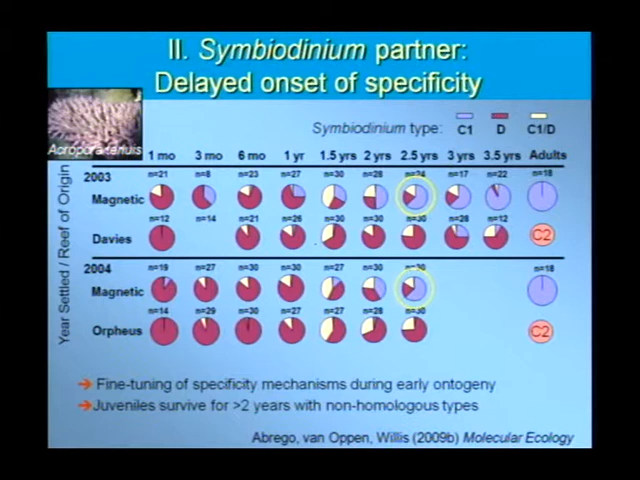 II. Symbiodinium partner:
Delayed onset of specificity
Acropora tenuis
Symbiodinium type: C1 D C1/D
1 mo 3 mo 6 mo 1 yr 1.5 yrs 2 yrs 2.5 yrs 3 yrs 3.5 yrs Adults
Year Settled / Reef of Origin
2003
n=21 n=8 n=23 n=27 n=30 n=28 n=24 n=17 n=22 n=18
Magnetic
n=12 n=14 n=21 n=26 n=30 n=30 n=30 n=28 n=12
Davies C2
2004
n=19 n=27 n=30 n=30 n=27 n=30 n=30 n=18
Magnetic
n=14 n=29 n=30 n=27 n=27 n=28 n=30
Orpheus C2
Fine-tuning of specificity mechanisms during early ontogeny
Juveniles survive for >2 years with non-homologous types
Abrego, van Oppen, Willis (2009b) Molecular Ecology